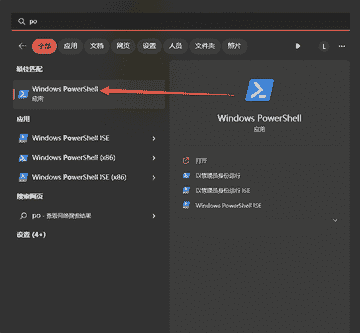 po
全部 应用 文档 网页 设置 人员 文件夹 照片 L ...
最佳匹配
Windows PowerShell
应用
应用
Windows PowerShell ISE
Windows PowerShell (x86)
Windows PowerShell ISE (x86)
搜索网页
po - 查看网络搜索结果
设置 (4+)
Windows PowerShell
应用
打开
以管理员身份运行
以管理员身份运行 ISE
Windows PowerShell ISE